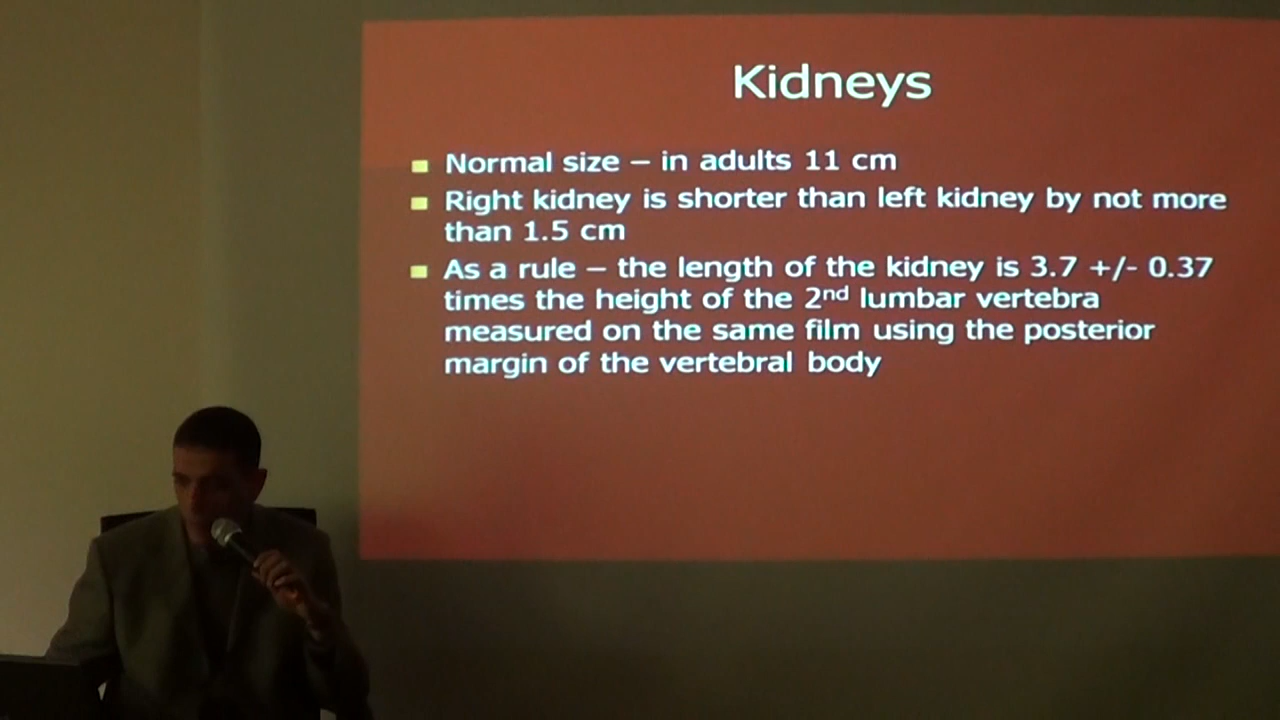 Kidneys
Normal size – in adults 11 cm
Right kidney is shorter than left kidney by not more
than 1.5 cm
As a rule – the length of the kidney is 3.7 +/- 0.37
times the height of the 2nd lumbar vertebra
measured on the same film using the posterior
margin of the vertebral body